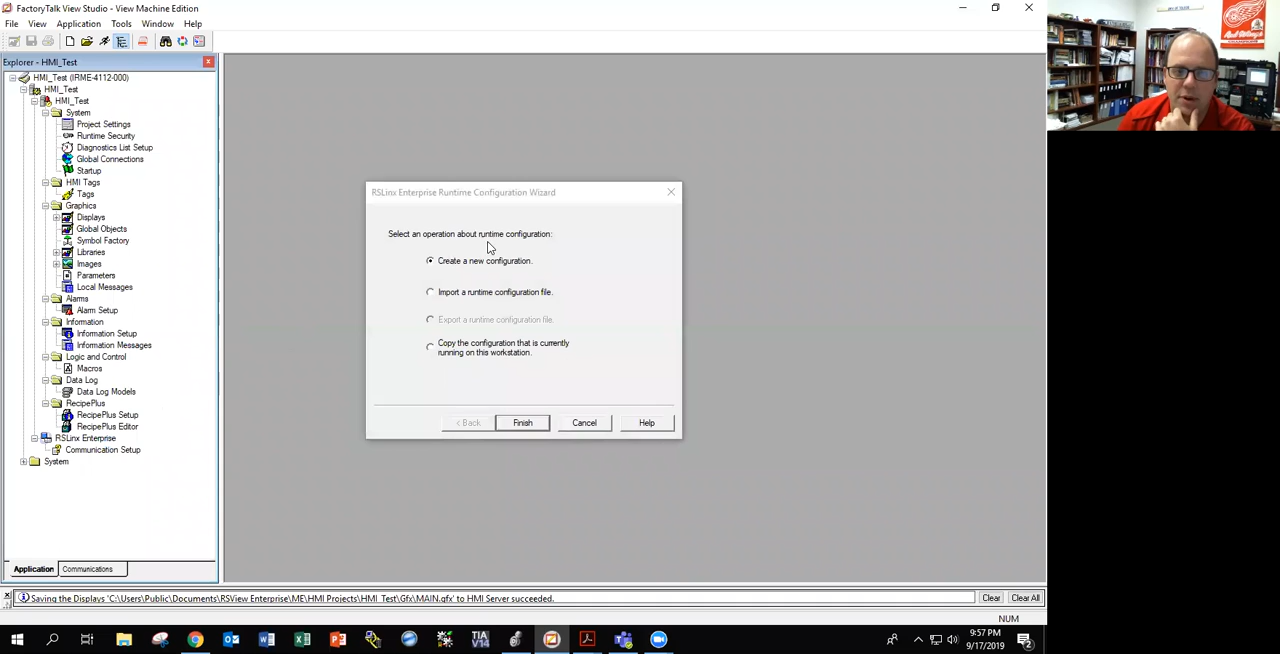 FactoryTalk View Studio - View Machine Edition
File View Application Tools Window Help
Explorer - HMI_Test
HMI_Test (IRME-4112-000)
HMI_Test
HMI_Test
System
Project Settings
Runtime Security
Diagnostics List Setup
Global Connections
Startup
HMI Tags
Tags
Graphics
Displays
Global Objects
Symbol Factory
Libraries
Images
Parameters
Local Messages
Alarms
Alarm Setup
Information
Information Setup
Information Messages
Logic and Control
Macros
Data Log
Data Log Models
RecipePlus
RecipePlus Setup
RecipePlus Editor
RSLinx Enterprise
Communication Setup
System
Application Communications
RSLinx Enterprise Runtime Configuration Wizard
Select an operation about runtime configuration:
Create a new configuration.
Import a runtime configuration file.
Export a runtime configuration file.
Copy the configuration that is currently
running on this workstation.
< Back Finish Cancel Help
Saving the Displays 'C:\Users\Public\Documents\RSView Enterprise\ME\HMI Projects\HMI_Test\Gfx\MAIN.gfx' to HMI Server succeeded.
Clear Clear All
NUM
TIA
V14
9:57 PM
9/17/2019
2
Red Wings